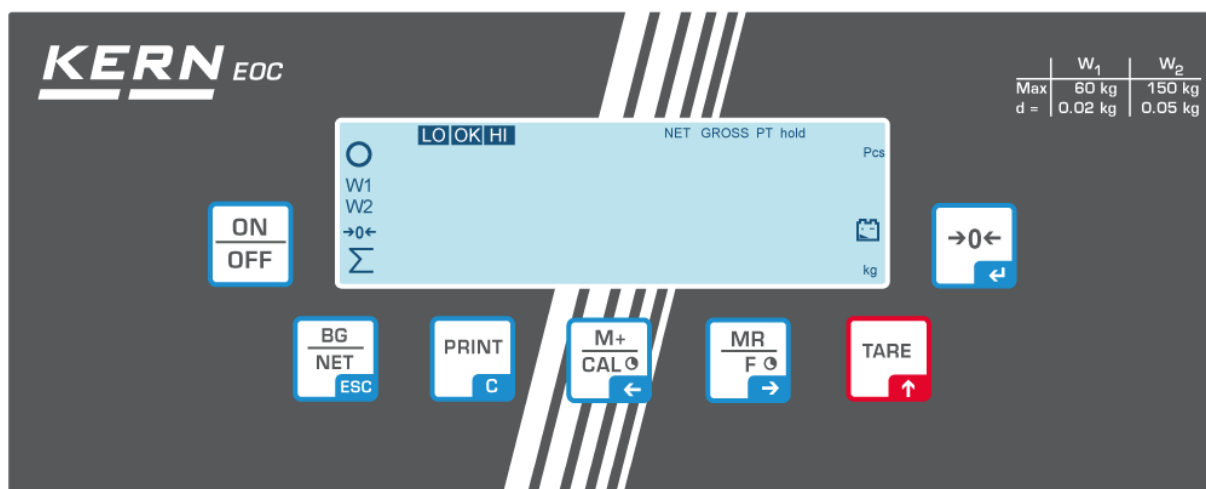 KERN EOC
W1 W2
Max 60 kg 150 kg
d = 0.02 kg 0.05 kg
LO OK HI
NET GROSS PT hold
Pcs
W1
W2
→0←
Σ
kg
ON
OFF
→0←
BG
NET
ESC
PRINT
C
M+
CAL
←
MR
F
→
TARE
↑